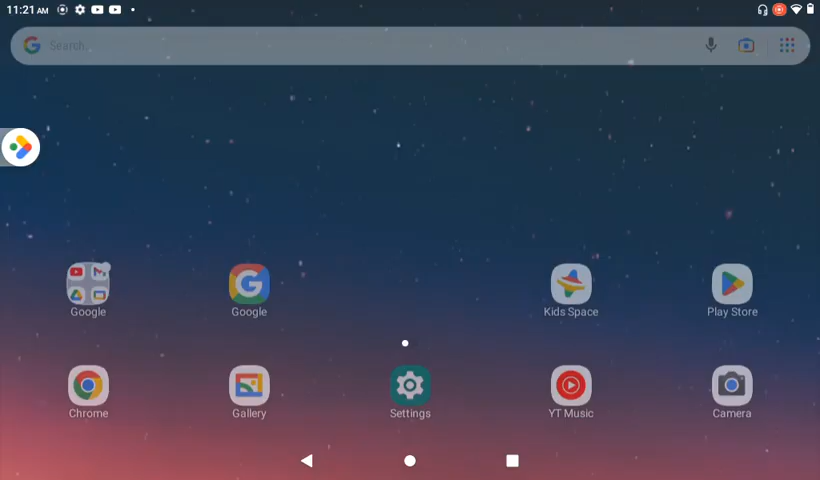 11:21 AM
Search
Google
Google
Kids Space
Play Store
Chrome
Gallery
Settings
YT Music
Camera